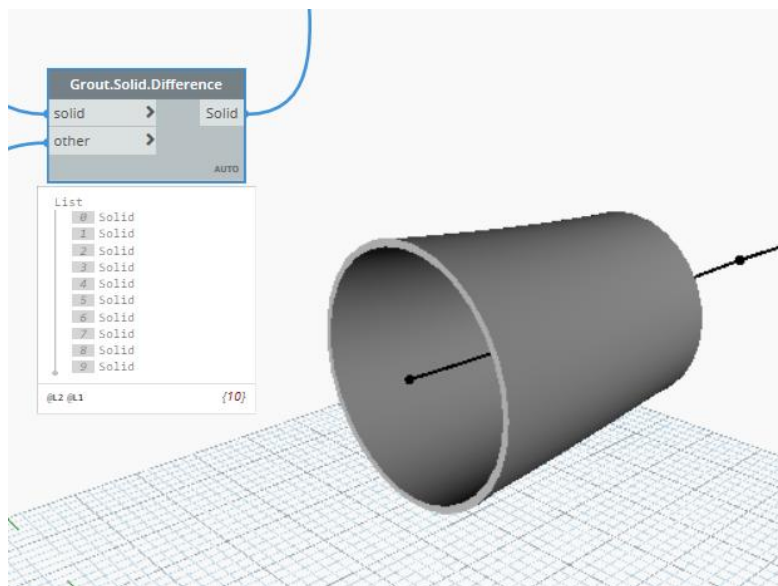 Grout.Solid.Difference
solid > Solid
other >
AUTO
List
0 Solid
1 Solid
2 Solid
3 Solid
4 Solid
5 Solid
6 Solid
7 Solid
8 Solid
9 Solid
@L2 @L1 {10}